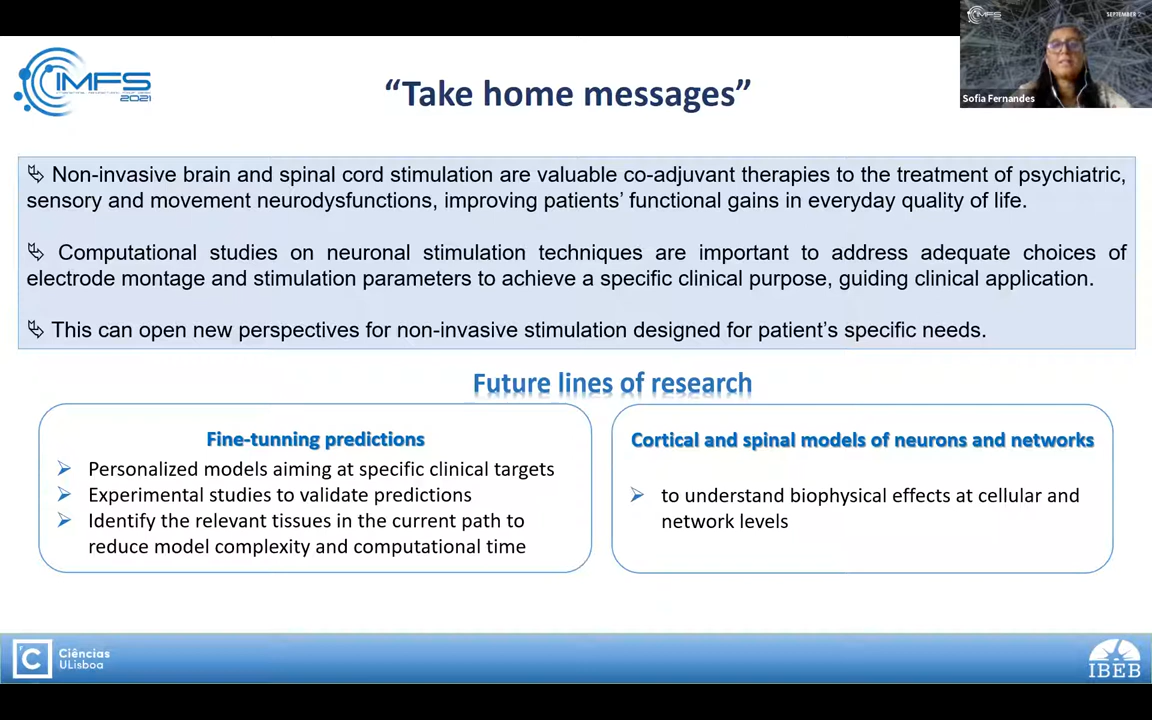 IMFS
2021
“Take home messages”
IMFS
SEPTEMBER
Sofia Fernandes
Non-invasive brain and spinal cord stimulation are valuable co-adjuvant therapies to the treatment of psychiatric,
sensory and movement neurodysfunctions, improving patients’ functional gains in everyday quality of life.
Computational studies on neuronal stimulation techniques are important to address adequate choices of
electrode montage and stimulation parameters to achieve a specific clinical purpose, guiding clinical application.
This can open new perspectives for non-invasive stimulation designed for patient’s specific needs.
Future lines of research
Fine-tunning predictions
Personalized models aiming at specific clinical targets
Experimental studies to validate predictions
Identify the relevant tissues in the current path to
reduce model complexity and computational time
Cortical and spinal models of neurons and networks
to understand biophysical effects at cellular and
network levels
C
Ciências
ULisboa
IBEB